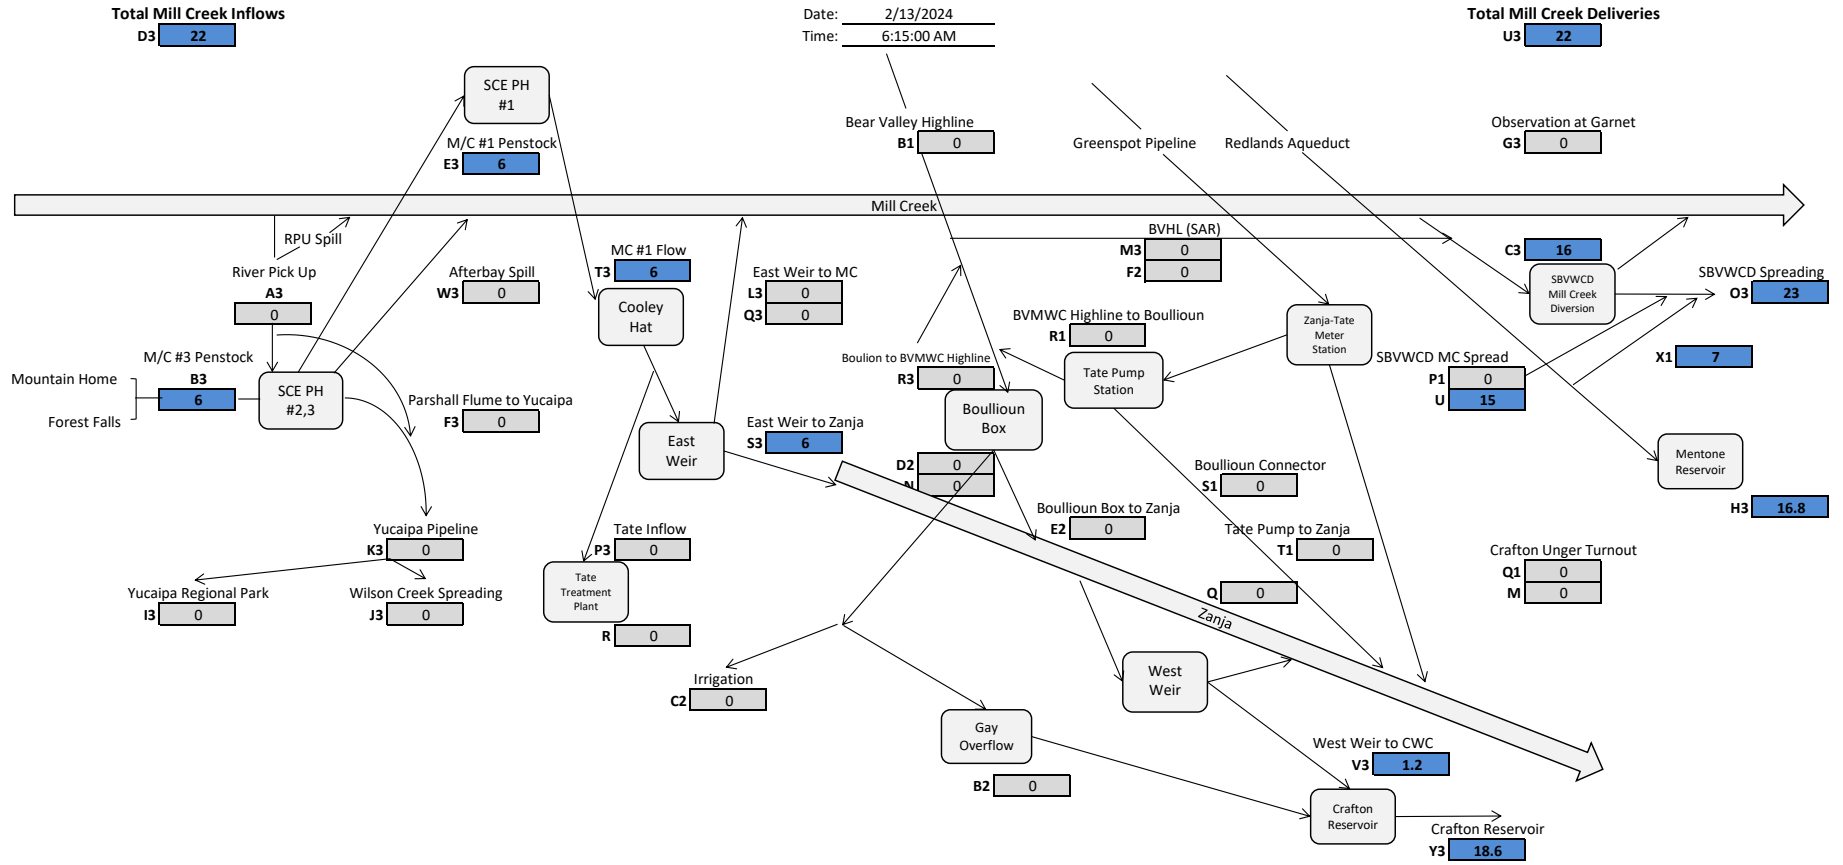 Total Mill Creek Inflows
D3 22
Date: 2/13/2024
Time: 6:15:00 AM
Total Mill Creek Deliveries
U3 22
SCE PH
#1
M/C #1 Penstock
E3 6
Bear Valley Highline
B1 0
Greenspot Pipeline
Redlands Aqueduct
Observation at Garnet
G3 0
Mill Creek
RPU Spill
River Pick Up
A3
0
Afterbay Spill
W3 0
MC #1 Flow
T3 6
Cooley
Hat
East Weir to MC
L3 0
Q3 0
BVHL (SAR)
M3 0
F2 0
C3 16
SBVWCD
Mill Creek
Diversion
SBVWCD Spreading
O3 23
BVMWC Highline to Boullioun
R1 0
Zanja-Tate
Meter
Station
M/C #3 Penstock
B3
6
Mountain Home
Forest Falls
SCE PH
#2,3
Parshall Flume to Yucaipa
F3 0
Boulion to BVMWC Highline
R3 0
Tate Pump
Station
SBVWCD MC Spread
P1 0
U 15
X1 7
Boullioun
Box
East
Weir
East Weir to Zanja
S3 6
D2 0
N 0
Boullioun Connector
S1 0
Mentone
Reservoir
H3 16.8
Yucaipa Pipeline
K3 0
Tate Inflow
P3 0
Boullioun Box to Zanja
E2 0
Tate Pump to Zanja
T1 0
Crafton Unger Turnout
Q1 0
M 0
Yucaipa Regional Park
I3 0
Wilson Creek Spreading
J3 0
Tate
Treatment
Plant
R 0
Q 0
Zanja
Irrigation
C2 0
West
Weir
Gay
Overflow
B2 0
West Weir to CWC
V3 1.2
Crafton
Reservoir
Crafton Reservoir
Y3 18.6